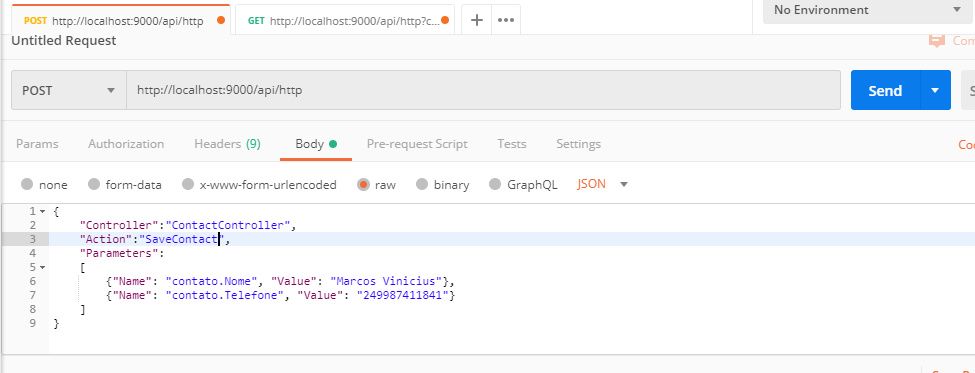 POST http://localhost:9000/api/http GET http://localhost:9000/api/http?c... + ••• No Environment
Untitled Request
POST http://localhost:9000/api/http Send
Params Authorization Headers (9) Body Pre-request Script Tests Settings
none form-data x-www-form-urlencoded raw binary GraphQL JSON
1 {
2 "Controller":"ContactController",
3 "Action":"SaveContact",
4 "Parameters":
5 [
6 {"Name": "contato.Nome", "Value": "Marcos Vinicius"},
7 {"Name": "contato.Telefone", "Value": "249987411841"}
8 ]
9 }